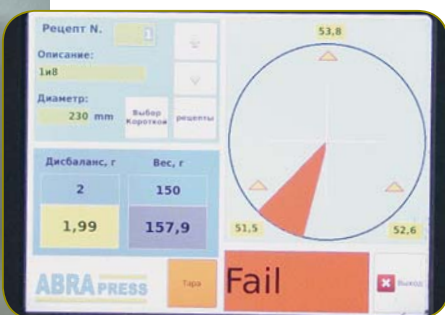 Рецепт N. 1
Описание:
1и8
Диаметр:
230 mm
Выбор
Короткой
рецепты
Дисбаланс, г
Вес, г
2
150
1,99
157,9
ABRA PRESS
Тара
53,8
51,5
52,6
Fail
Выход